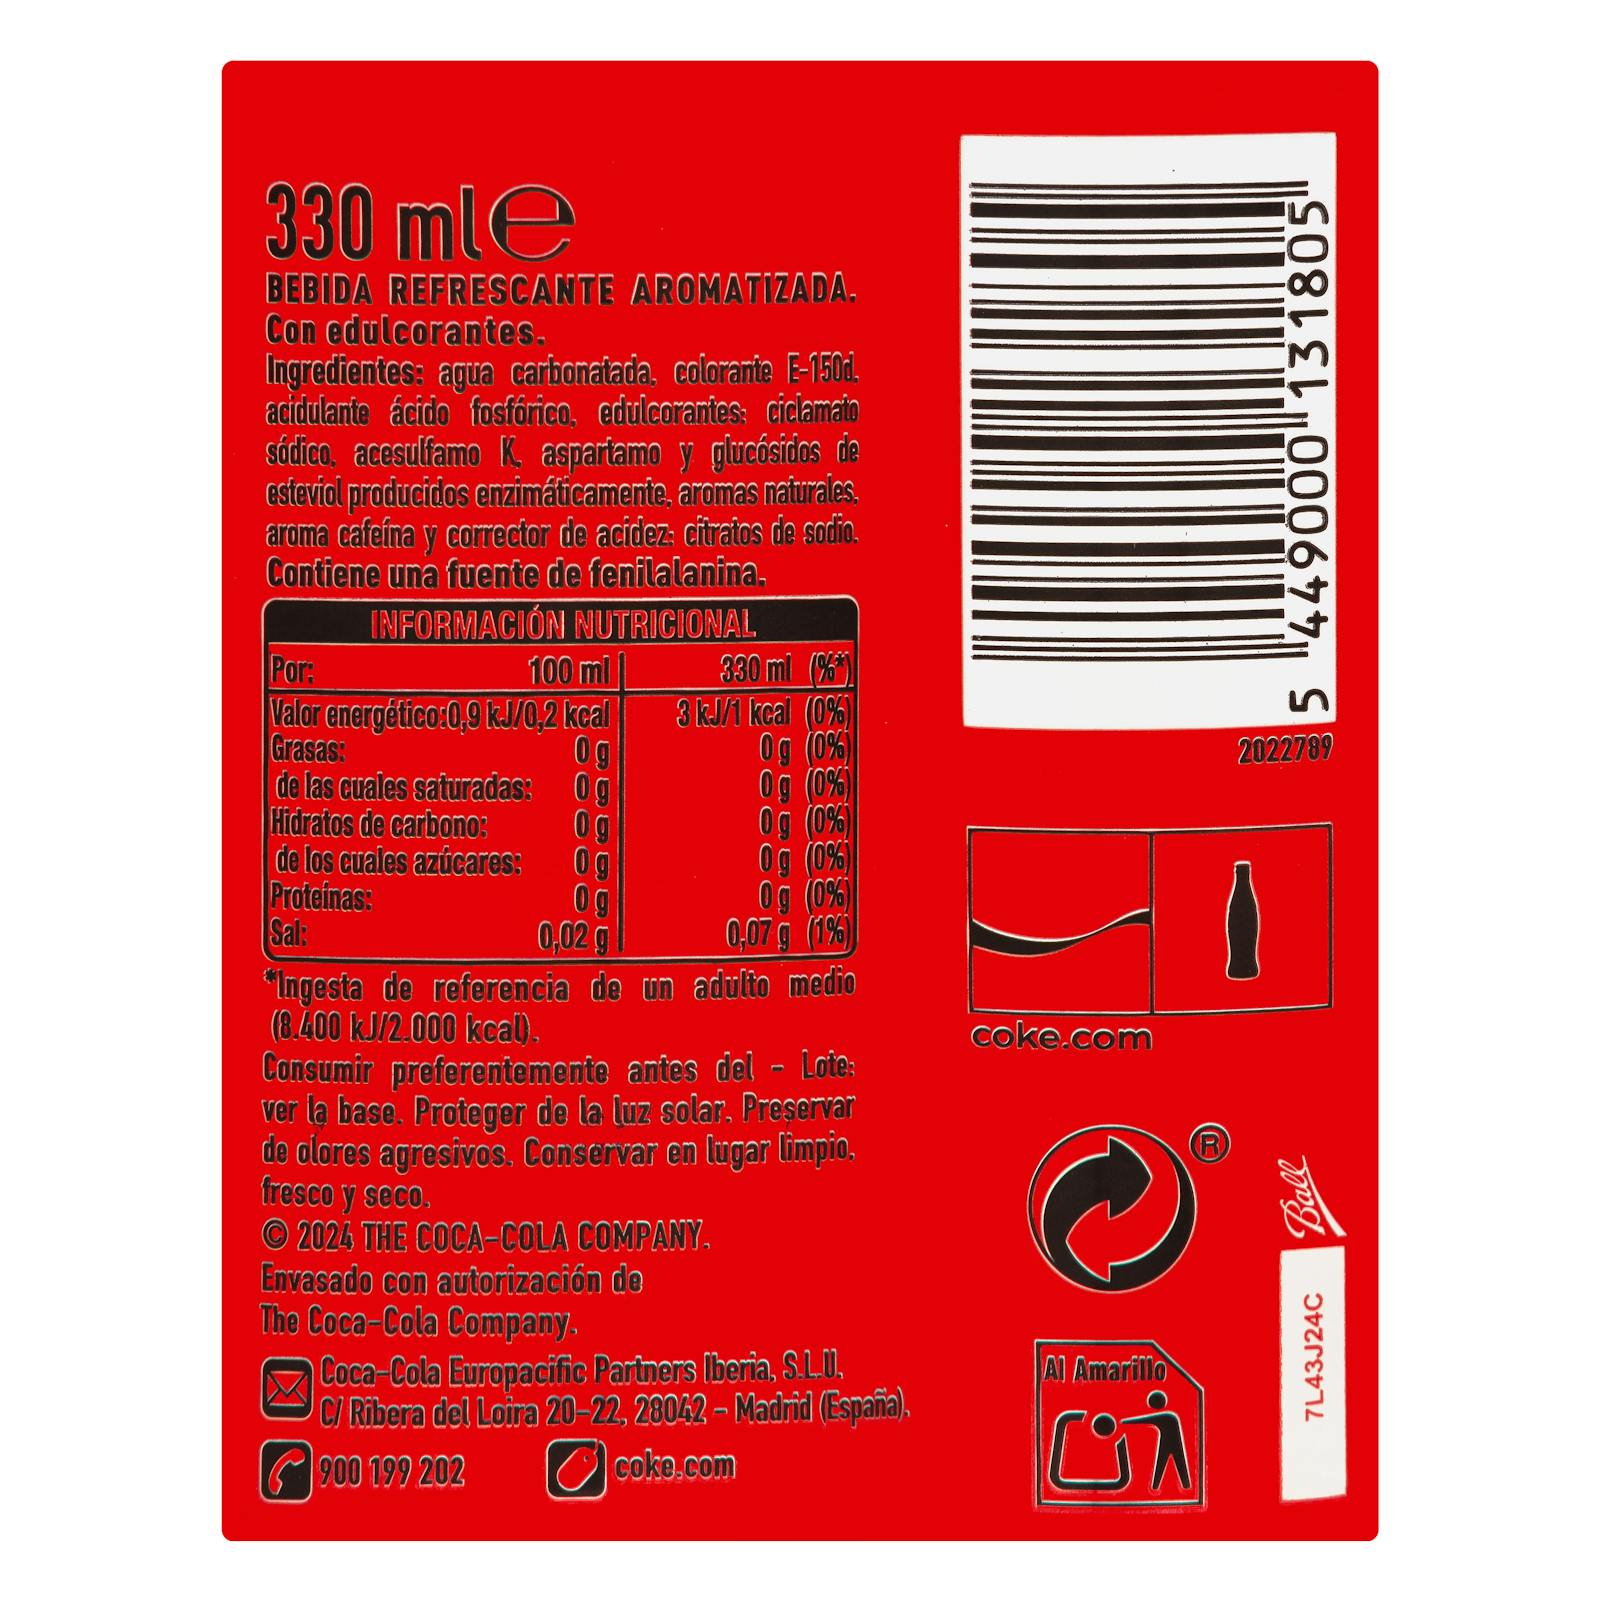 330 ml ℮
BEBIDA REFRESCANTE AROMATIZADA.
Con edulcorantes.
Ingredientes: agua carbonatada, colorante E-150d,
acidulante ácido fosfórico, edulcorantes: ciclamato
sódico, acesulfamo K, aspartamo y glucósidos de
esteviol producidos enzimáticamente, aromas naturales,
aroma cafeína y corrector de acidez: citratos de sodio.
Contiene una fuente de fenilalanina.
INFORMACIÓN NUTRICIONAL
Por: 100 ml 330 ml (%*)
Valor energético: 0,9 kJ/0,2 kcal 3 kJ/1 kcal (0%)
Grasas: 0 g 0 g (0%)
de las cuales saturadas: 0 g 0 g (0%)
Hidratos de carbono: 0 g 0 g (0%)
de los cuales azúcares: 0 g 0 g (0%)
Proteínas: 0 g 0 g (0%)
Sal: 0,02 g 0,07 g (1%)
*Ingesta de referencia de un adulto medio
(8.400 kJ/2.000 kcal).
Consumir preferentemente antes del - Lote:
ver la base. Proteger de la luz solar. Preservar
de olores agresivos. Conservar en lugar limpio,
fresco y seco.
© 2024 THE COCA-COLA COMPANY.
Envasado con autorización de
The Coca-Cola Company.
Coca-Cola Europacific Partners Iberia, S.L.U.
C/ Ribera del Loira 20-22, 28042 - Madrid (España).
900 199 202 coke.com
5 449000 131805
2022789
coke.com
®
Ball
7L43J24C
Al Amarillo